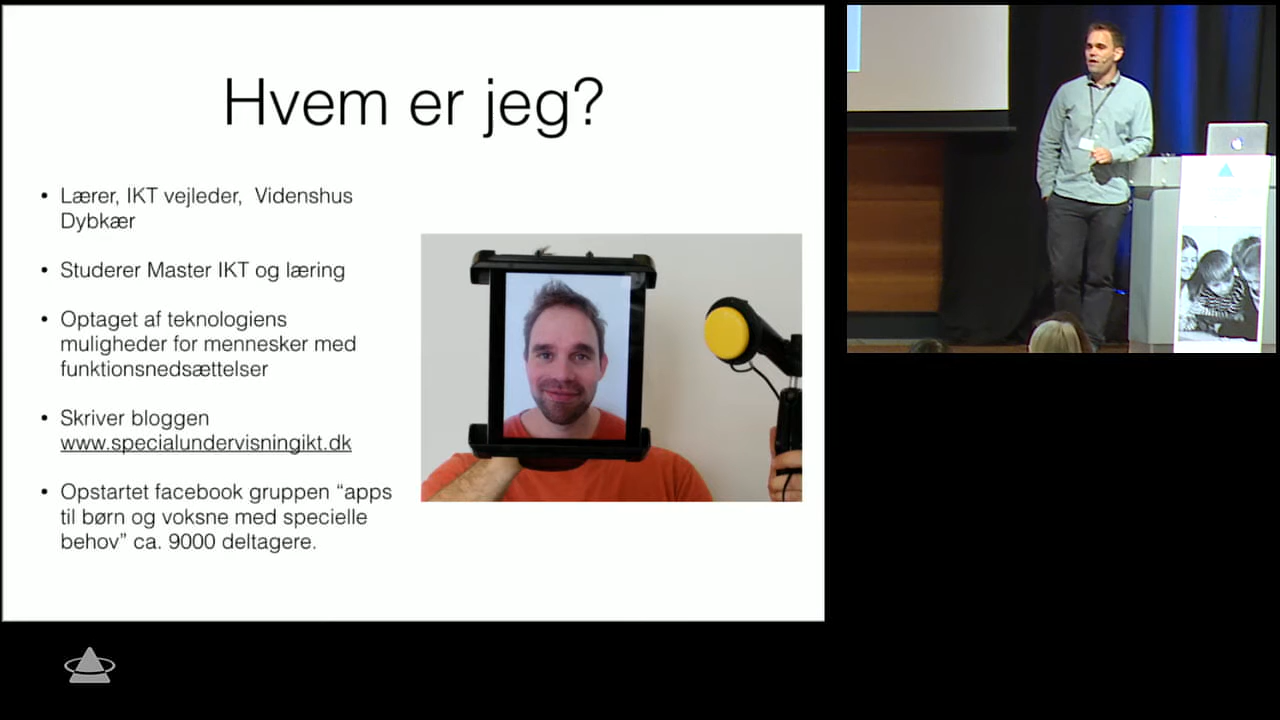 Hvem er jeg?
• Lærer, IKT vejleder,  Videnshus
Dybkær
• Studerer Master IKT og læring
• Optaget af teknologiens
muligheder for mennesker med
funktionsnedsættelser
• Skriver bloggen
www.specialundervisningikt.dk
• Opstartet facebook gruppen “apps
til børn og voksne med specielle
behov” ca. 9000 deltagere.